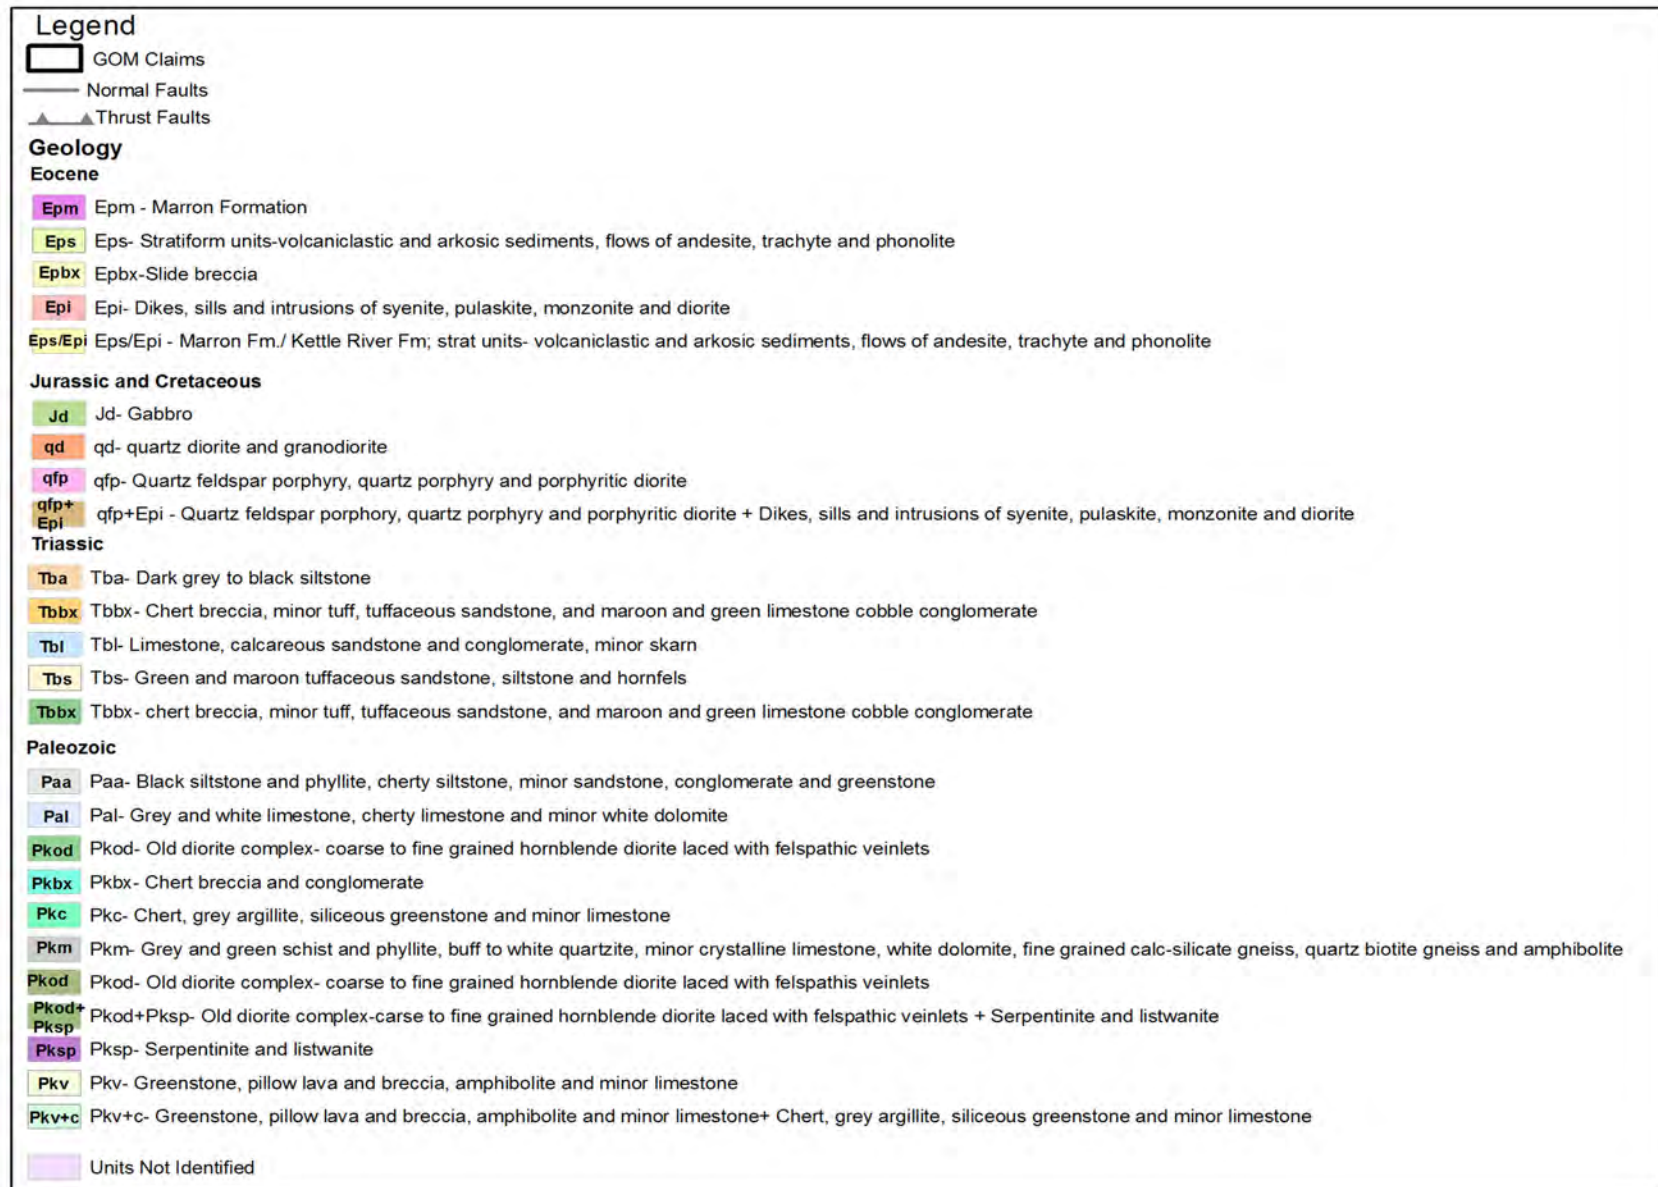 Legend
GOM Claims
Normal Faults
Thrust Faults
Geology
Eocene
Epm Epm - Marron Formation
Eps Eps- Stratiform units-volcaniclastic and arkosic sediments, flows of andesite, trachyte and phonolite
Epbx Epbx-Slide breccia
Epi Epi- Dikes, sills and intrusions of syenite, pulaskite, monzonite and diorite
Eps/Epi Eps/Epi - Marron Fm./ Kettle River Fm; strat units- volcaniclastic and arkosic sediments, flows of andesite, trachyte and phonolite
Jurassic and Cretaceous
Jd Jd- Gabbro
qd qd- quartz diorite and granodiorite
qfp qfp- Quartz feldspar porphyry, quartz porphyry and porphyritic diorite
qfp+
Epi qfp+Epi - Quartz feldspar porphory, quartz porphyry and porphyritic diorite + Dikes, sills and intrusions of syenite, pulaskite, monzonite and diorite
Triassic
Tba Tba- Dark grey to black siltstone
Tbbx Tbbx- Chert breccia, minor tuff, tuffaceous sandstone, and maroon and green limestone cobble conglomerate
Tbl Tbl- Limestone, calcareous sandstone and conglomerate, minor skarn
Tbs Tbs- Green and maroon tuffaceous sandstone, siltstone and hornfels
Tbbx Tbbx- chert breccia, minor tuff, tuffaceous sandstone, and maroon and green limestone cobble conglomerate
Paleozoic
Paa Paa- Black siltstone and phyllite, cherty siltstone, minor sandstone, conglomerate and greenstone
Pal Pal- Grey and white limestone, cherty limestone and minor white dolomite
Pkod Pkod- Old diorite complex- coarse to fine grained hornblende diorite laced with felspathic veinlets
Pkbx Pkbx- Chert breccia and conglomerate
Pkc Pkc- Chert, grey argillite, siliceous greenstone and minor limestone
Pkm Pkm- Grey and green schist and phyllite, buff to white quartzite, minor crystalline limestone, white dolomite, fine grained calc-silicate gneiss, quartz biotite gneiss and amphibolite
Pkod Pkod- Old diorite complex- coarse to fine grained hornblende diorite laced with felspathis veinlets
Pkod+
Pksp Pkod+Pksp- Old diorite complex-carse to fine grained hornblende diorite laced with felspathic veinlets + Serpentinite and listwanite
Pksp Pksp- Serpentinite and listwanite
Pkv Pkv- Greenstone, pillow lava and breccia, amphibolite and minor limestone
Pkv+c Pkv+c- Greenstone, pillow lava and breccia, amphibolite and minor limestone+ Chert, grey argillite, siliceous greenstone and minor limestone
Units Not Identified